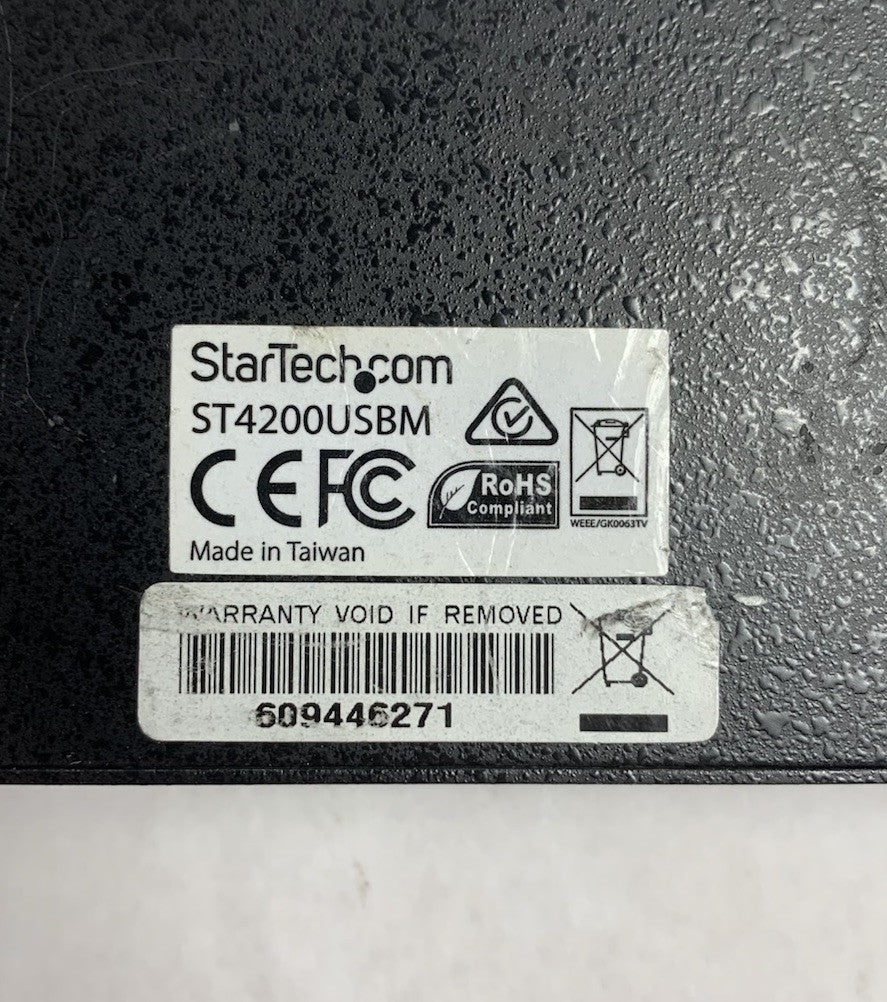 StarTech.com
ST4200USBM
CE FC
RoHS
Compliant
WEEE/GK0063TV
Made in Taiwan
WARRANTY VOID IF REMOVED
609446271